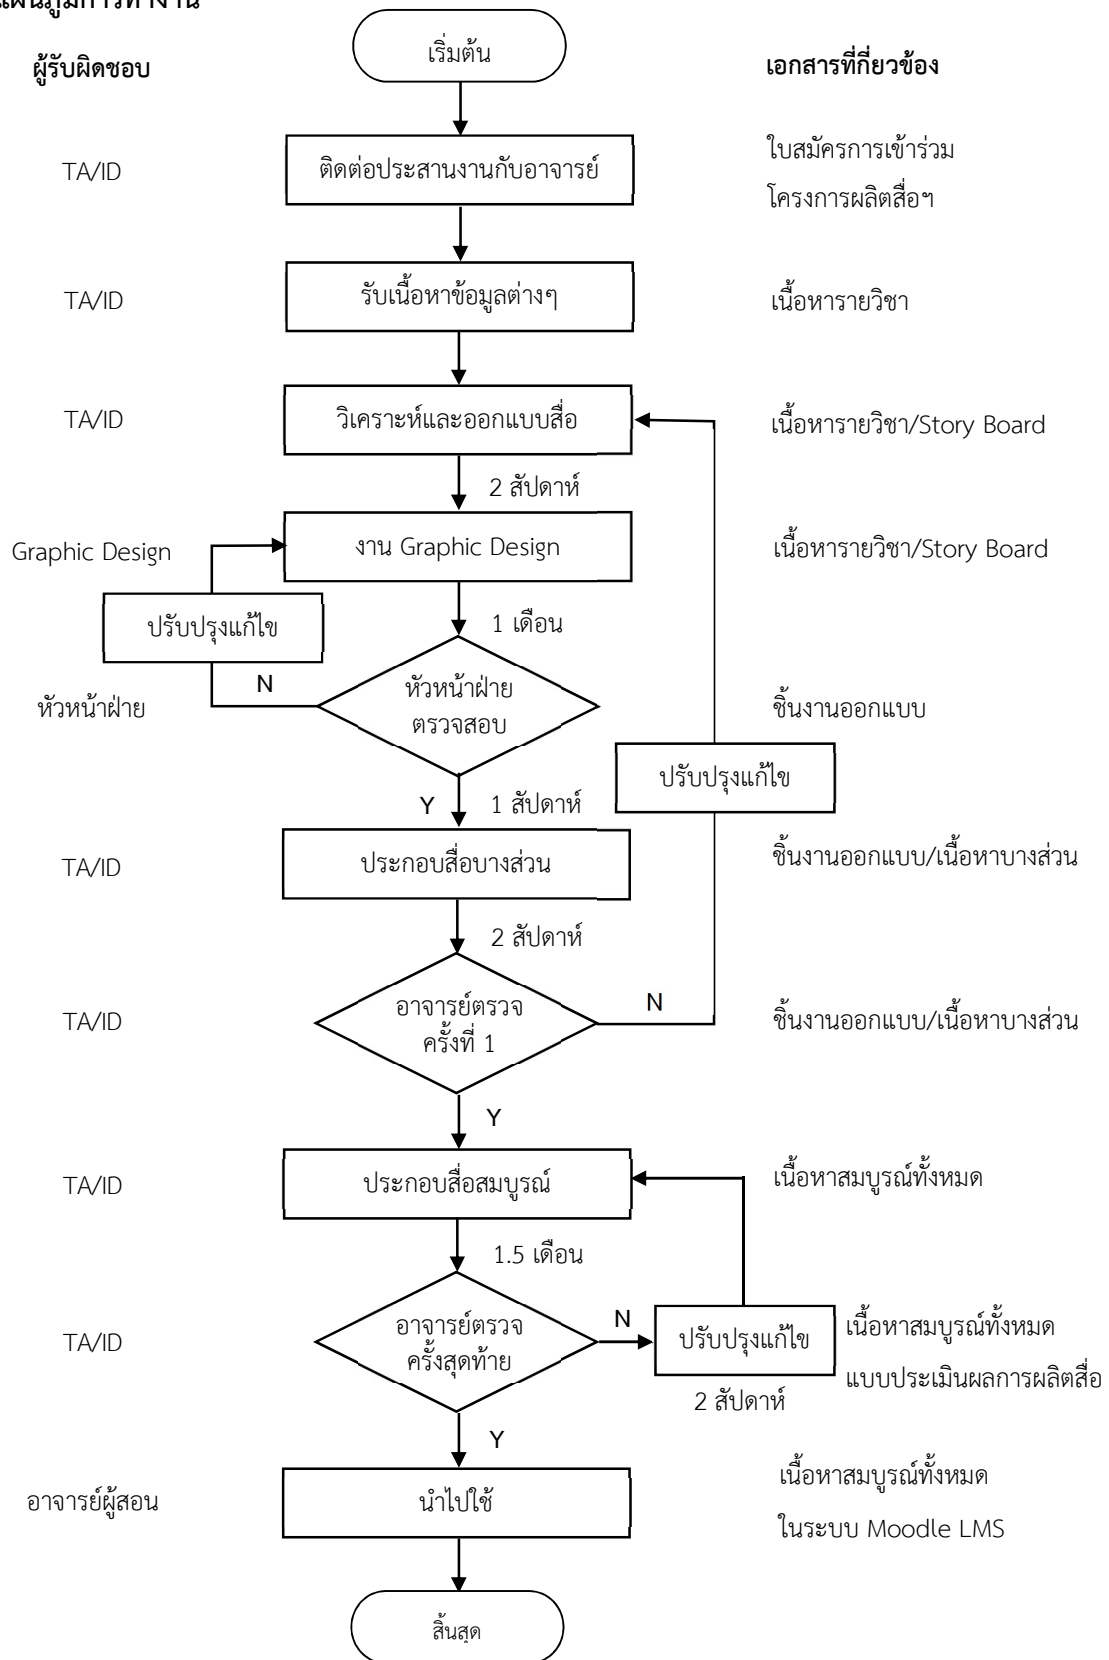 แผนภูมิการทำงาน
ผู้รับผิดชอบ
เริ่มต้น
เอกสารที่กี่ยวข้อง
TA/ID
ติดต่อประสานงานกับอาจารย์
ใบสมัครการเข้าร่วม
โครงการผลิตสื่อฯ
TA/ID
รับเนื้อหาข้อมูลต่างๆ
เนื้อหารายวิชา
TA/ID
วิเคราะห์และออกแบบสื่อ
เนื้อหารายวิชา/Story Board
2 สัปดาห์
Graphic Design
งาน Graphic Design
เนื้อหารายวิชา/Story Board
ปรับปรุงแก้ไข
1 เดือน
N
หัวหน้าฝ่าย
หัวหน้าฝ่าย
ตรวจสอบ
ชิ้นงานออกแบบ
ปรับปรุงแก้ไข
Y
1 สัปดาห์
TA/ID
ประกอบสื่อบางส่วน
ชิ้นงานออกแบบ/เนื้อหาบางส่วน
2 สัปดาห์
TA/ID
อาจารย์ตรวจ
ครั้งที่ 1
N
ชิ้นงานออกแบบ/เนื้อหาบางส่วน
Y
TA/ID
ประกอบสื่อสมบูรณ์
เนื้อหาสมบูรณ์ทั้งหมด
1.5 เดือน
TA/ID
อาจารย์ตรวจ
ครั้งสุดท้าย
N
ปรับปรุงแก้ไข
เนื้อหาสมบูรณ์ทั้งหมด
แบบประเมินผลการผลิตสื่อ
2 สัปดาห์
Y
อาจารย์ผู้สอน
นำไปใช้
เนื้อหาสมบูรณ์ทั้งหมด
ในระบบ Moodle LMS
สิ้นสุด